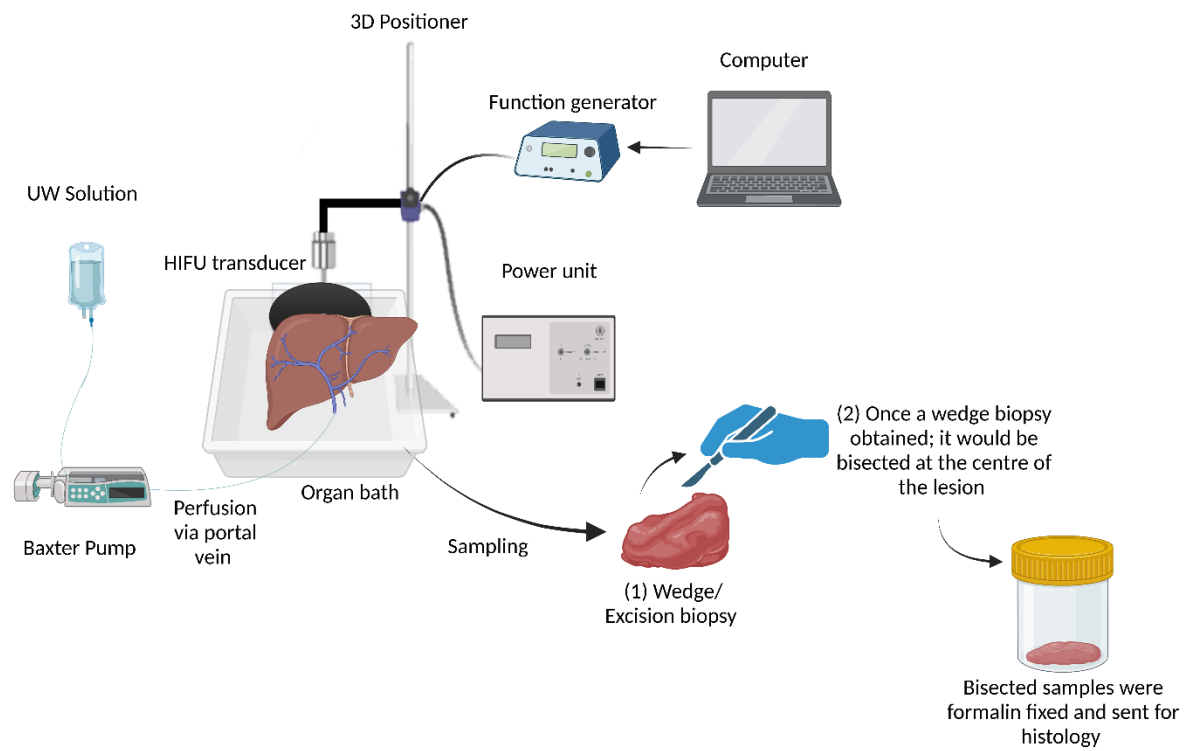 3D Positioner
Computer
Function generator
UW Solution
HIFU transducer
Power unit
(2) Once a wedge biopsy
obtained; it would be
bisected at the centre of
the lesion
Organ bath
Perfusion
via portal
vein
Baxter Pump
Sampling
(1) Wedge/
Excision biopsy
Bisected samples were
formalin fixed and sent for
histology